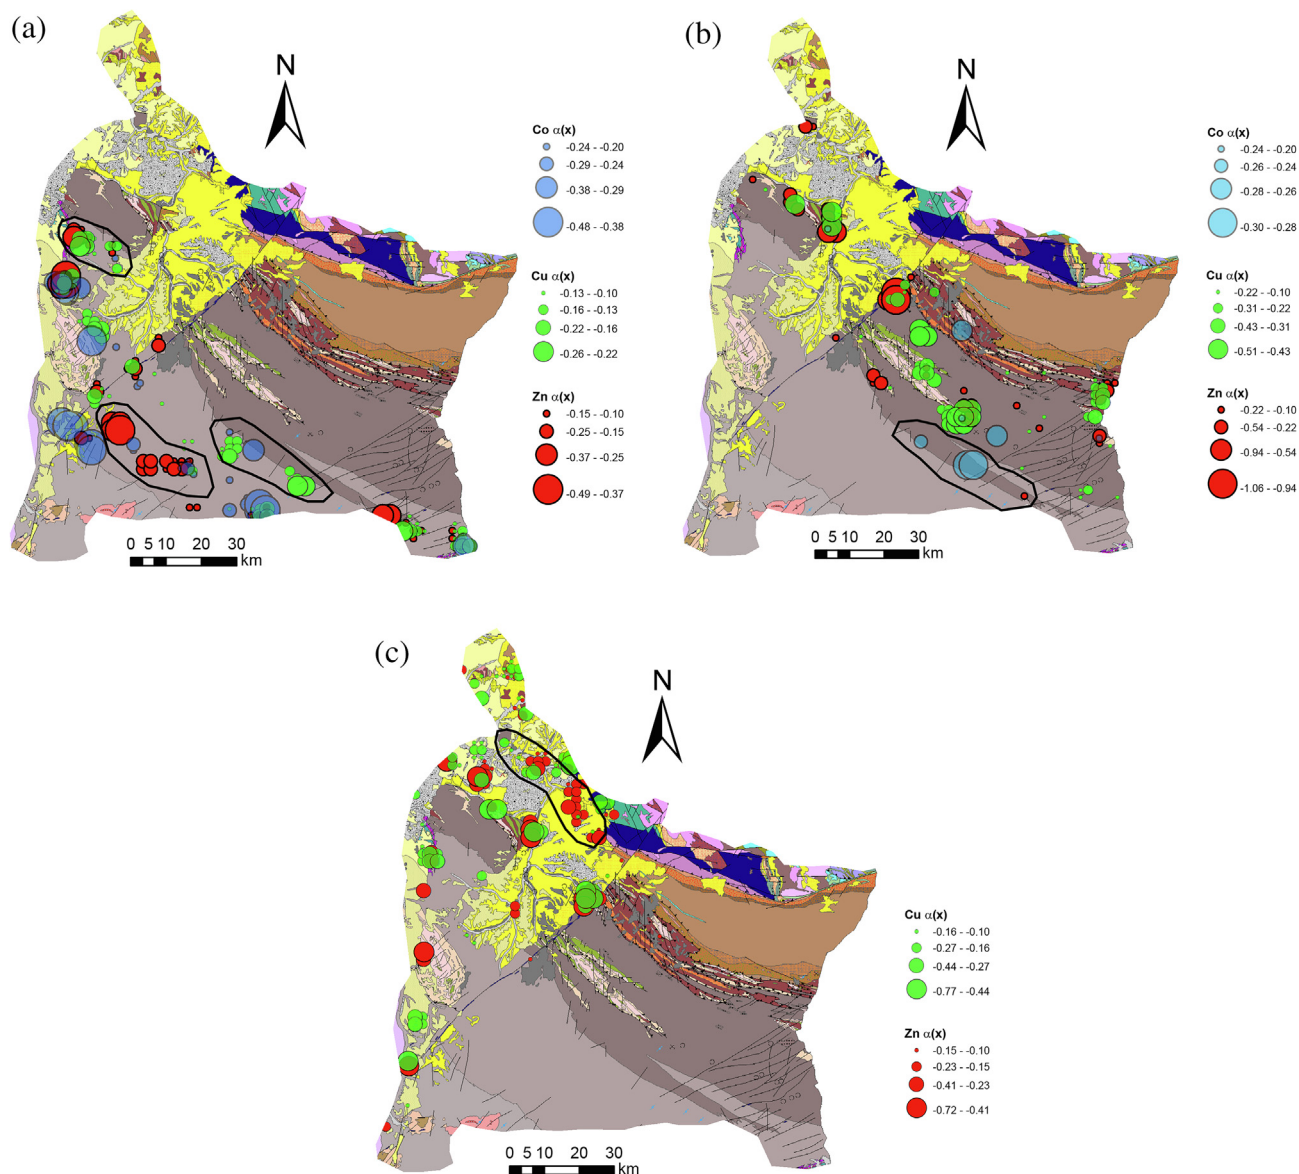 (a)
N
Co α(x)
-0.24 - -0.20
-0.29 - -0.24
-0.38 - -0.29
-0.48 - -0.38
Cu α(x)
-0.13 - -0.10
-0.16 - -0.13
-0.22 - -0.16
-0.26 - -0.22
Zn α(x)
-0.15 - -0.10
-0.25 - -0.15
-0.37 - -0.25
-0.49 - -0.37
0 5 10 20 30
km
(b)
N
Co α(x)
-0.24 - -0.20
-0.26 - -0.24
-0.28 - -0.26
-0.30 - -0.28
Cu α(x)
-0.22 - -0.10
-0.31 - -0.22
-0.43 - -0.31
-0.51 - -0.43
Zn α(x)
-0.22 - -0.10
-0.54 - -0.22
-0.94 - -0.54
-1.06 - -0.94
0 5 10 20 30
km
(c)
N
Cu α(x)
-0.16 - -0.10
-0.27 - -0.16
-0.44 - -0.27
-0.77 - -0.44
Zn α(x)
-0.15 - -0.10
-0.23 - -0.15
-0.41 - -0.23
-0.72 - -0.41
0 5 10 20 30
km